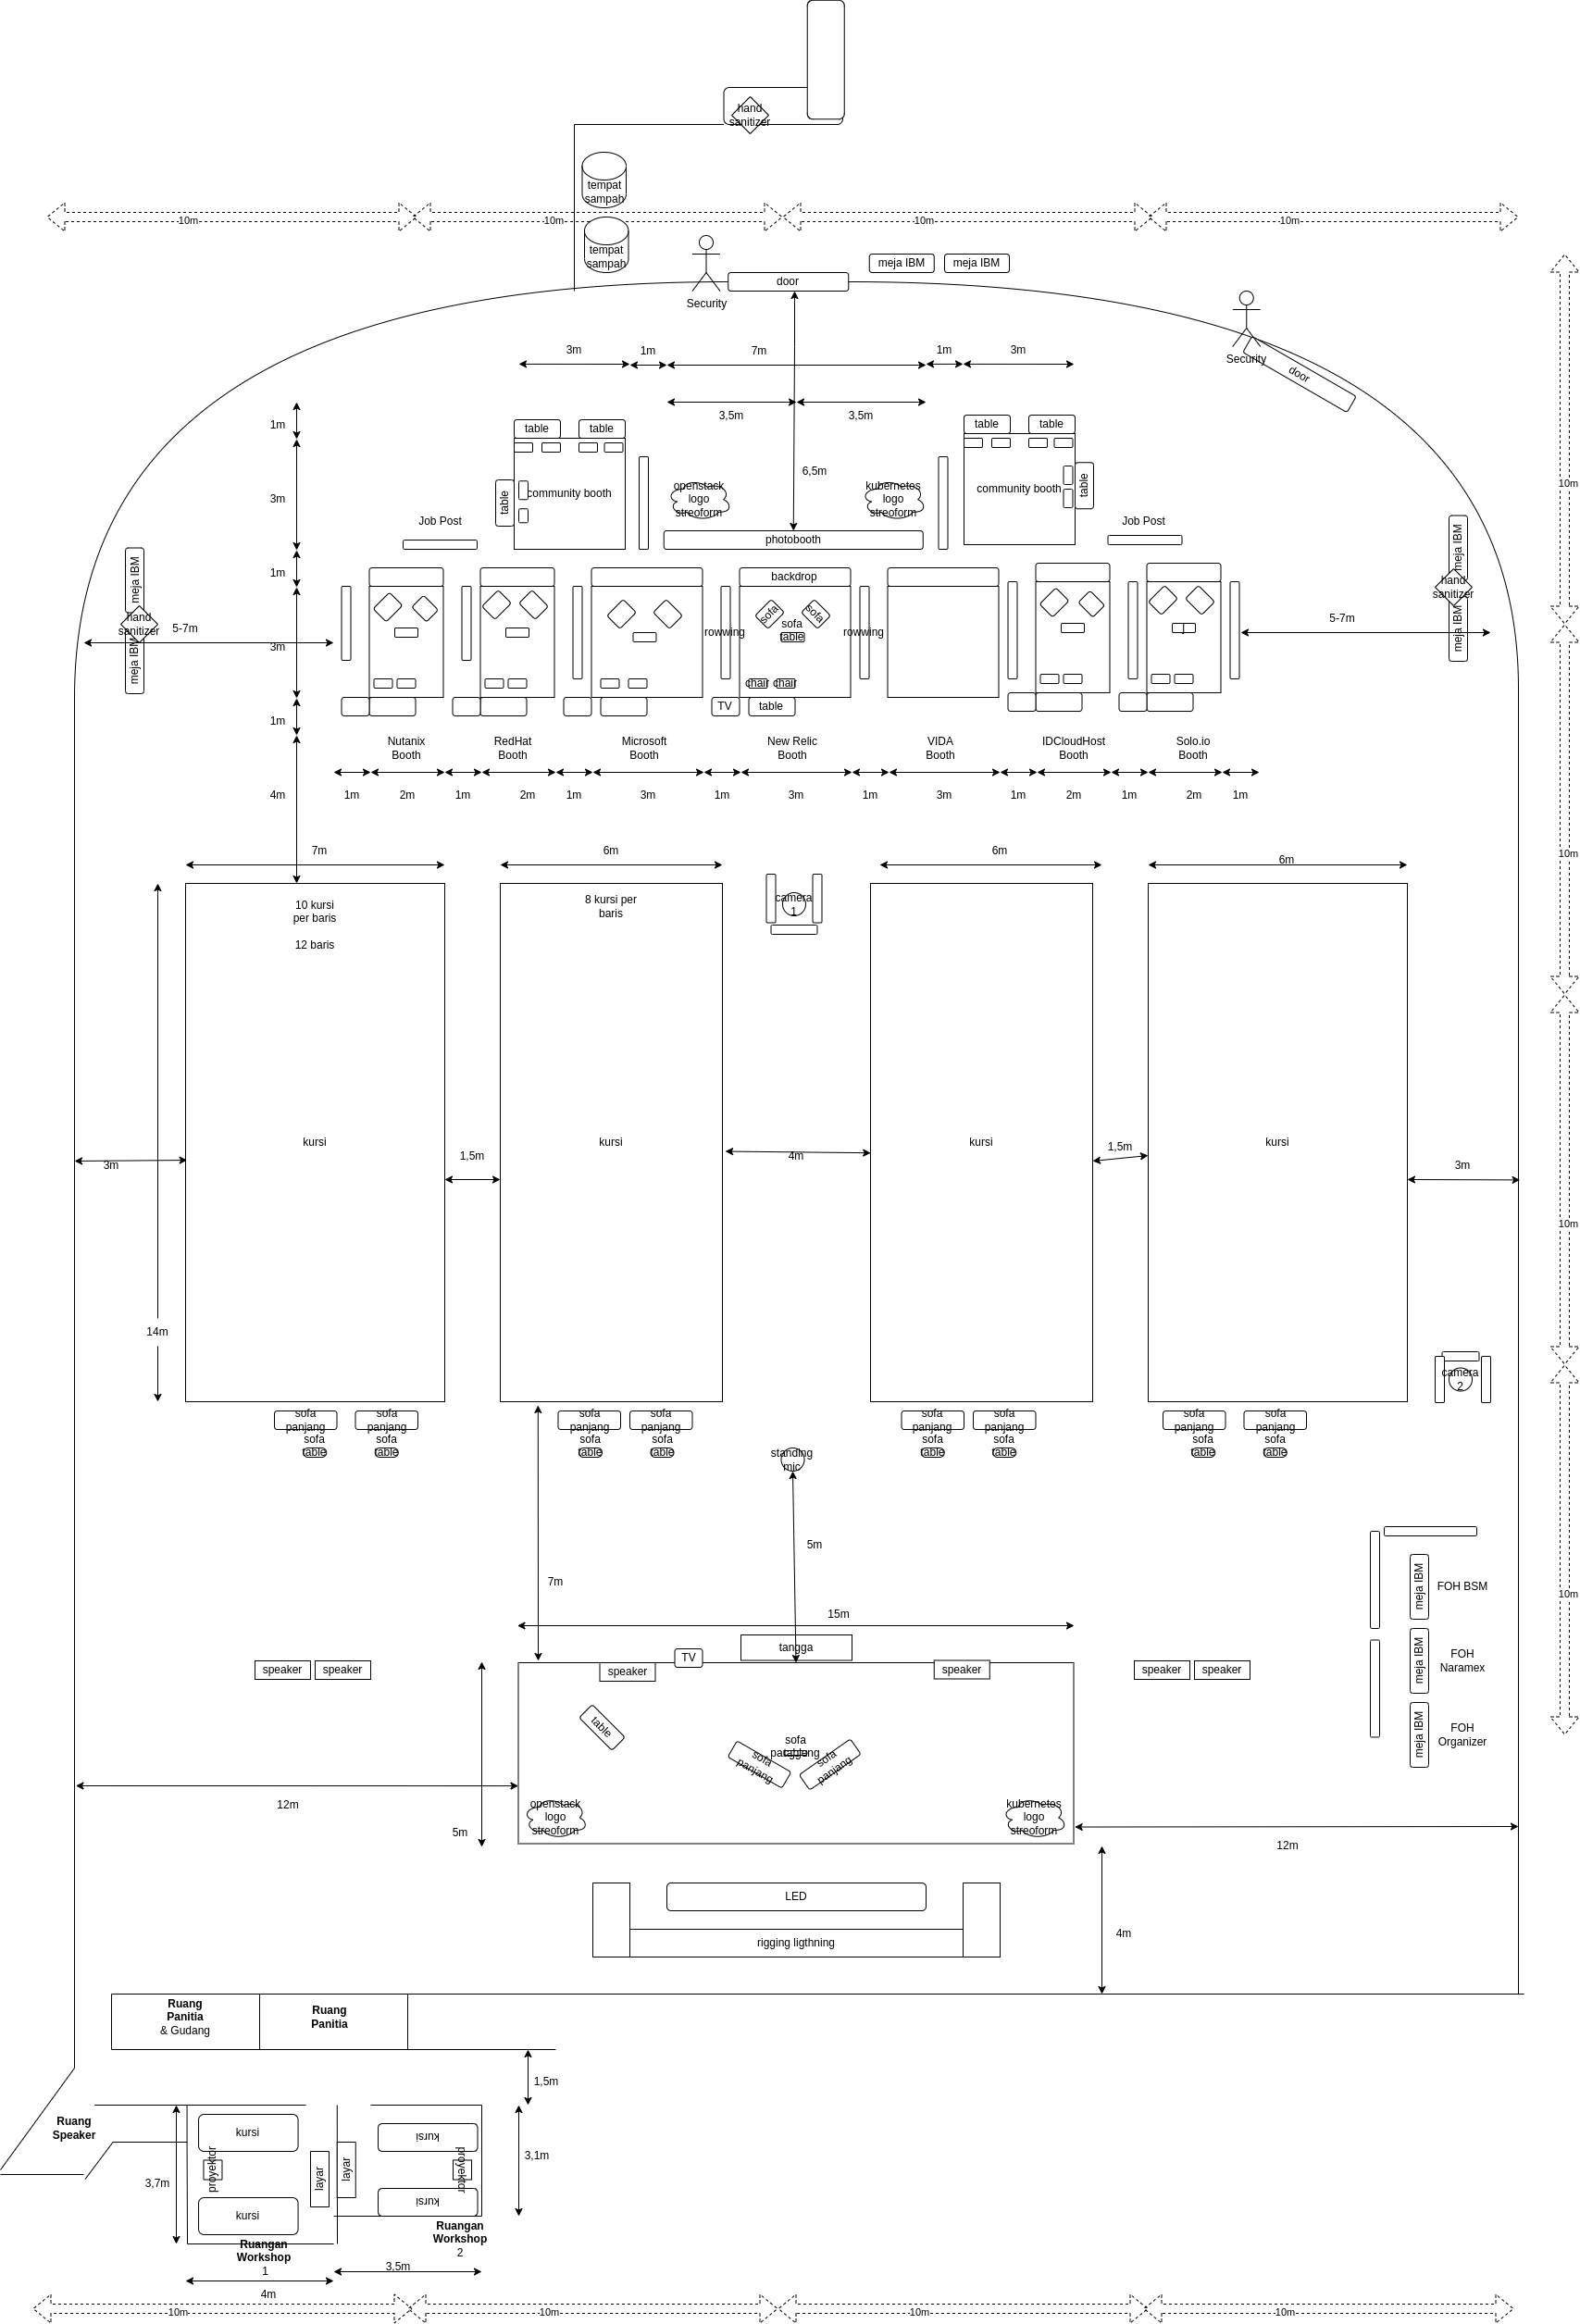 hand
sanitizer
tempat
sampah
10m
10m
10m
10m
tempat
sampah
meja IBM
meja IBM
door
Security
Security
door
3m
1m
7m
1m
3m
3,5m
3,5m
1m
table
table
table
table
6,5m
3m
community booth
table
openstack
logo
streoform
kubernetes
logo
streoform
community booth
table
10m
Job Post
Job Post
photobooth
meja IBM
meja IBM
1m
backdrop
hand
sanitizer
hand
sanitizer
5-7m
5-7m
meja IBM
meja IBM
3m
rowwing
sofa
sofa
sofa
table
rowwing
chair
chair
TV
table
1m
Nutanix
Booth
RedHat
Booth
Microsoft
Booth
New Relic
Booth
VIDA
Booth
IDCloudHost
Booth
Solo.io
Booth
4m
1m
2m
1m
2m
1m
3m
1m
3m
1m
3m
1m
2m
1m
2m
1m
7m
6m
6m
6m
10m
10 kursi
per baris
12 baris
8 kursi per
baris
camera
1
kursi
kursi
kursi
kursi
3m
1,5m
4m
1,5m
3m
10m
14m
camera
2
sofa
panjang
sofa
panjang
sofa
panjang
sofa
panjang
sofa
panjang
sofa
panjang
sofa
panjang
sofa
panjang
sofa
table
sofa
table
sofa
table
sofa
table
sofa
table
sofa
table
sofa
table
sofa
table
standing
mic
5m
7m
10m
meja IBM
FOH BSM
15m
tangga
meja IBM
FOH
Naramex
speaker
speaker
speaker
TV
speaker
speaker
speaker
table
sofa
panjang
sofa
sofa
panjang
meja IBM
FOH
Organizer
12m
5m
openstack
logo
streoform
kubernetes
logo
streoform
12m
LED
4m
rigging ligthning
Ruang
Panitia
& Gudang
Ruang
Panitia
1,5m
Ruang
Speaker
kursi
kursi
proyektor
layar
layar
proyektor
3,1m
3,7m
kursi
kursi
Ruangan
Workshop
1
Ruangan
Workshop
2
3,5m
4m
10m
10m
10m
10m